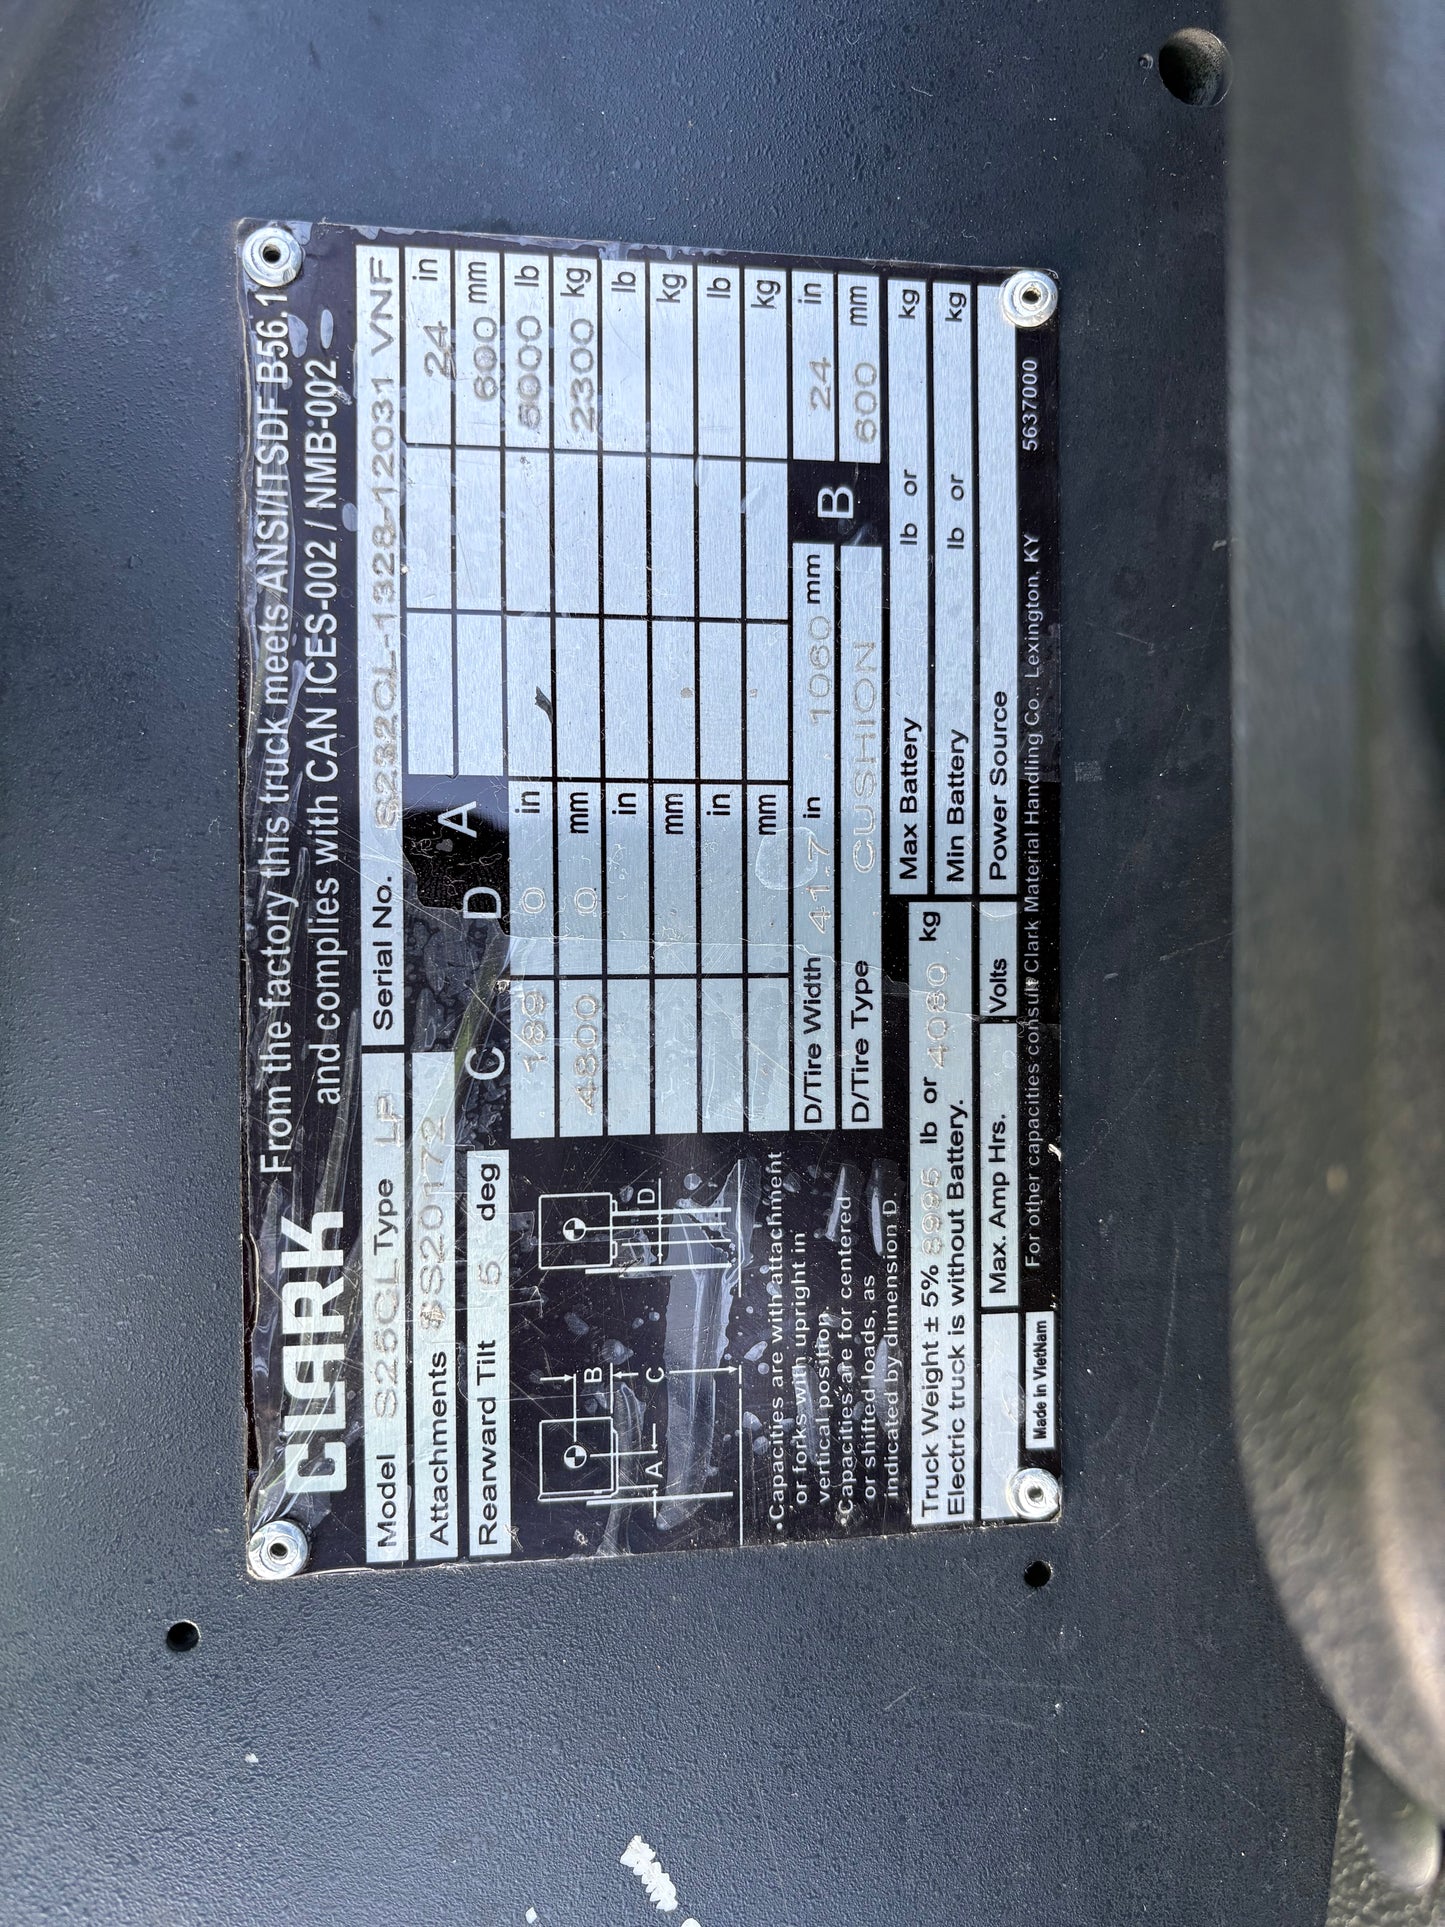 CLARK
From the factory this truck meets ANSI/ITSDF B56.1
and complies with CAN ICES-002 / NMB-002
Model S25CL Type LP Serial No. S232CL-1328-12031 VNF
Attachments *SS20172
Rearward Tilt 5 deg
C D A
24 in
600 mm
189 0 in 5000 lb
4800 0 mm 2300 kg
in lb
mm kg
in lb
mm kg
A B C D
•Capacities are with attachment
or forks with upright in
vertical position.
•Capacities are for centered
or shifted loads, as
indicated by dimension D.
D/Tire Width 41.7 in 1060 mm B 24 in
D/Tire Type CUSHION 600 mm
Truck Weight ± 5% 8995 lb or 4080 kg
Electric truck is without Battery.
Max Battery lb or kg
Min Battery lb or kg
Max. Amp Hrs. Volts Power Source
Made in VietNam
For other capacities consult Clark Material Handling Co., Lexington, KY 5637000